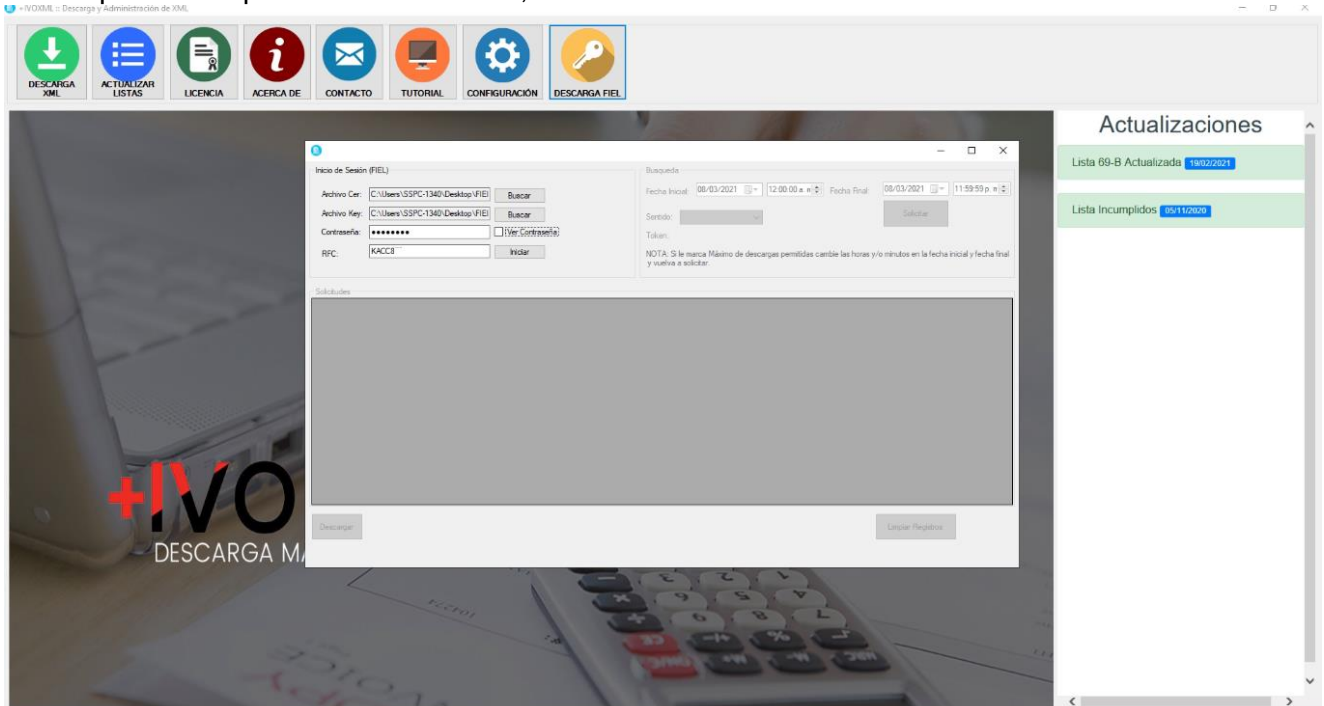 +IVOXML :: Descarga y Administración de XML
DESCARGA XML
ACTUALIZAR LISTAS
LICENCIA
ACERCA DE
CONTACTO
TUTORIAL
CONFIGURACIÓN
DESCARGA FIEL
Inicio de Sesión (FIEL)
Archivo Cer: C:\Users\SSPC-1340\Desktop\FIEl Buscar
Archivo Key: C:\Users\SSPC-1340\Desktop\FIEl Buscar
Contraseña: ●●●●●●●● Ver Contraseña
RFC: KACC8 Iniciar
Busqueda
Fecha Inicial: 08/03/2021 12:00:00 a. n Fecha Final: 08/03/2021 11:59:59 p. n
Sentido: Solicitar
Token:
NOTA: Si le marca Máximo de descargas permitidas cambie las horas y/o minutos en la fecha inicial y fecha final
y vuelva a solicitar.
Solicitudes
Descargar
Limpiar Registros
Actualizaciones
Lista 69-B Actualizada 19/02/2021
Lista Incumplidos 05/11/2020
+IVO
DESCARGA MA